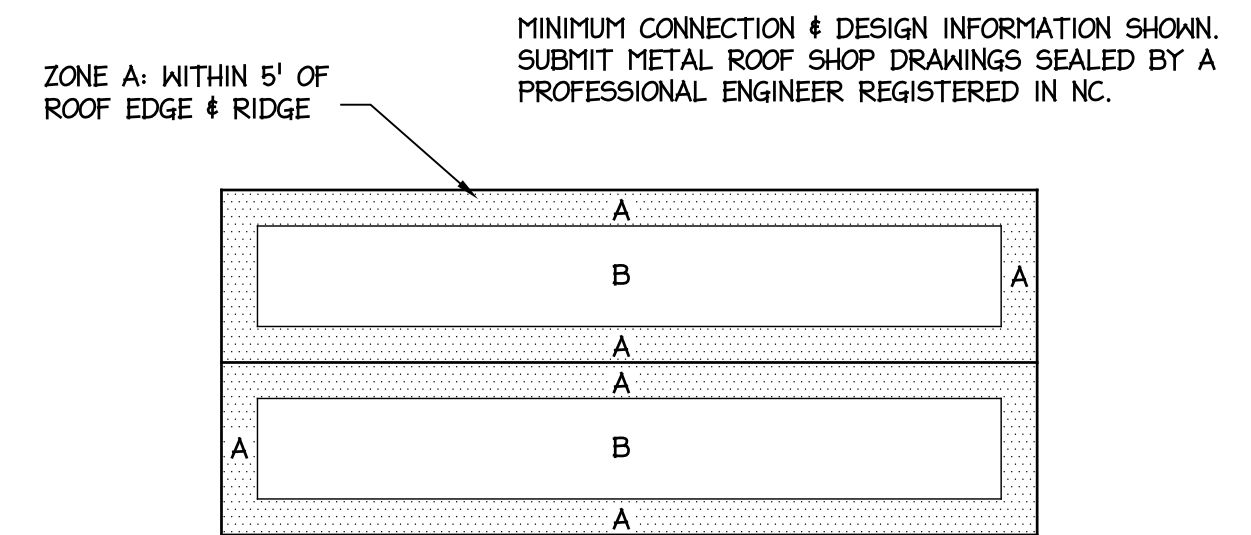 MINIMUM CONNECTION & DESIGN INFORMATION SHOWN.
SUBMIT METAL ROOF SHOP DRAWINGS SEALED BY A
PROFESSIONAL ENGINEER REGISTERED IN NC.
ZONE A: WITHIN 5' OF
ROOF EDGE & RIDGE
A
B
A
A
A
A
B
A